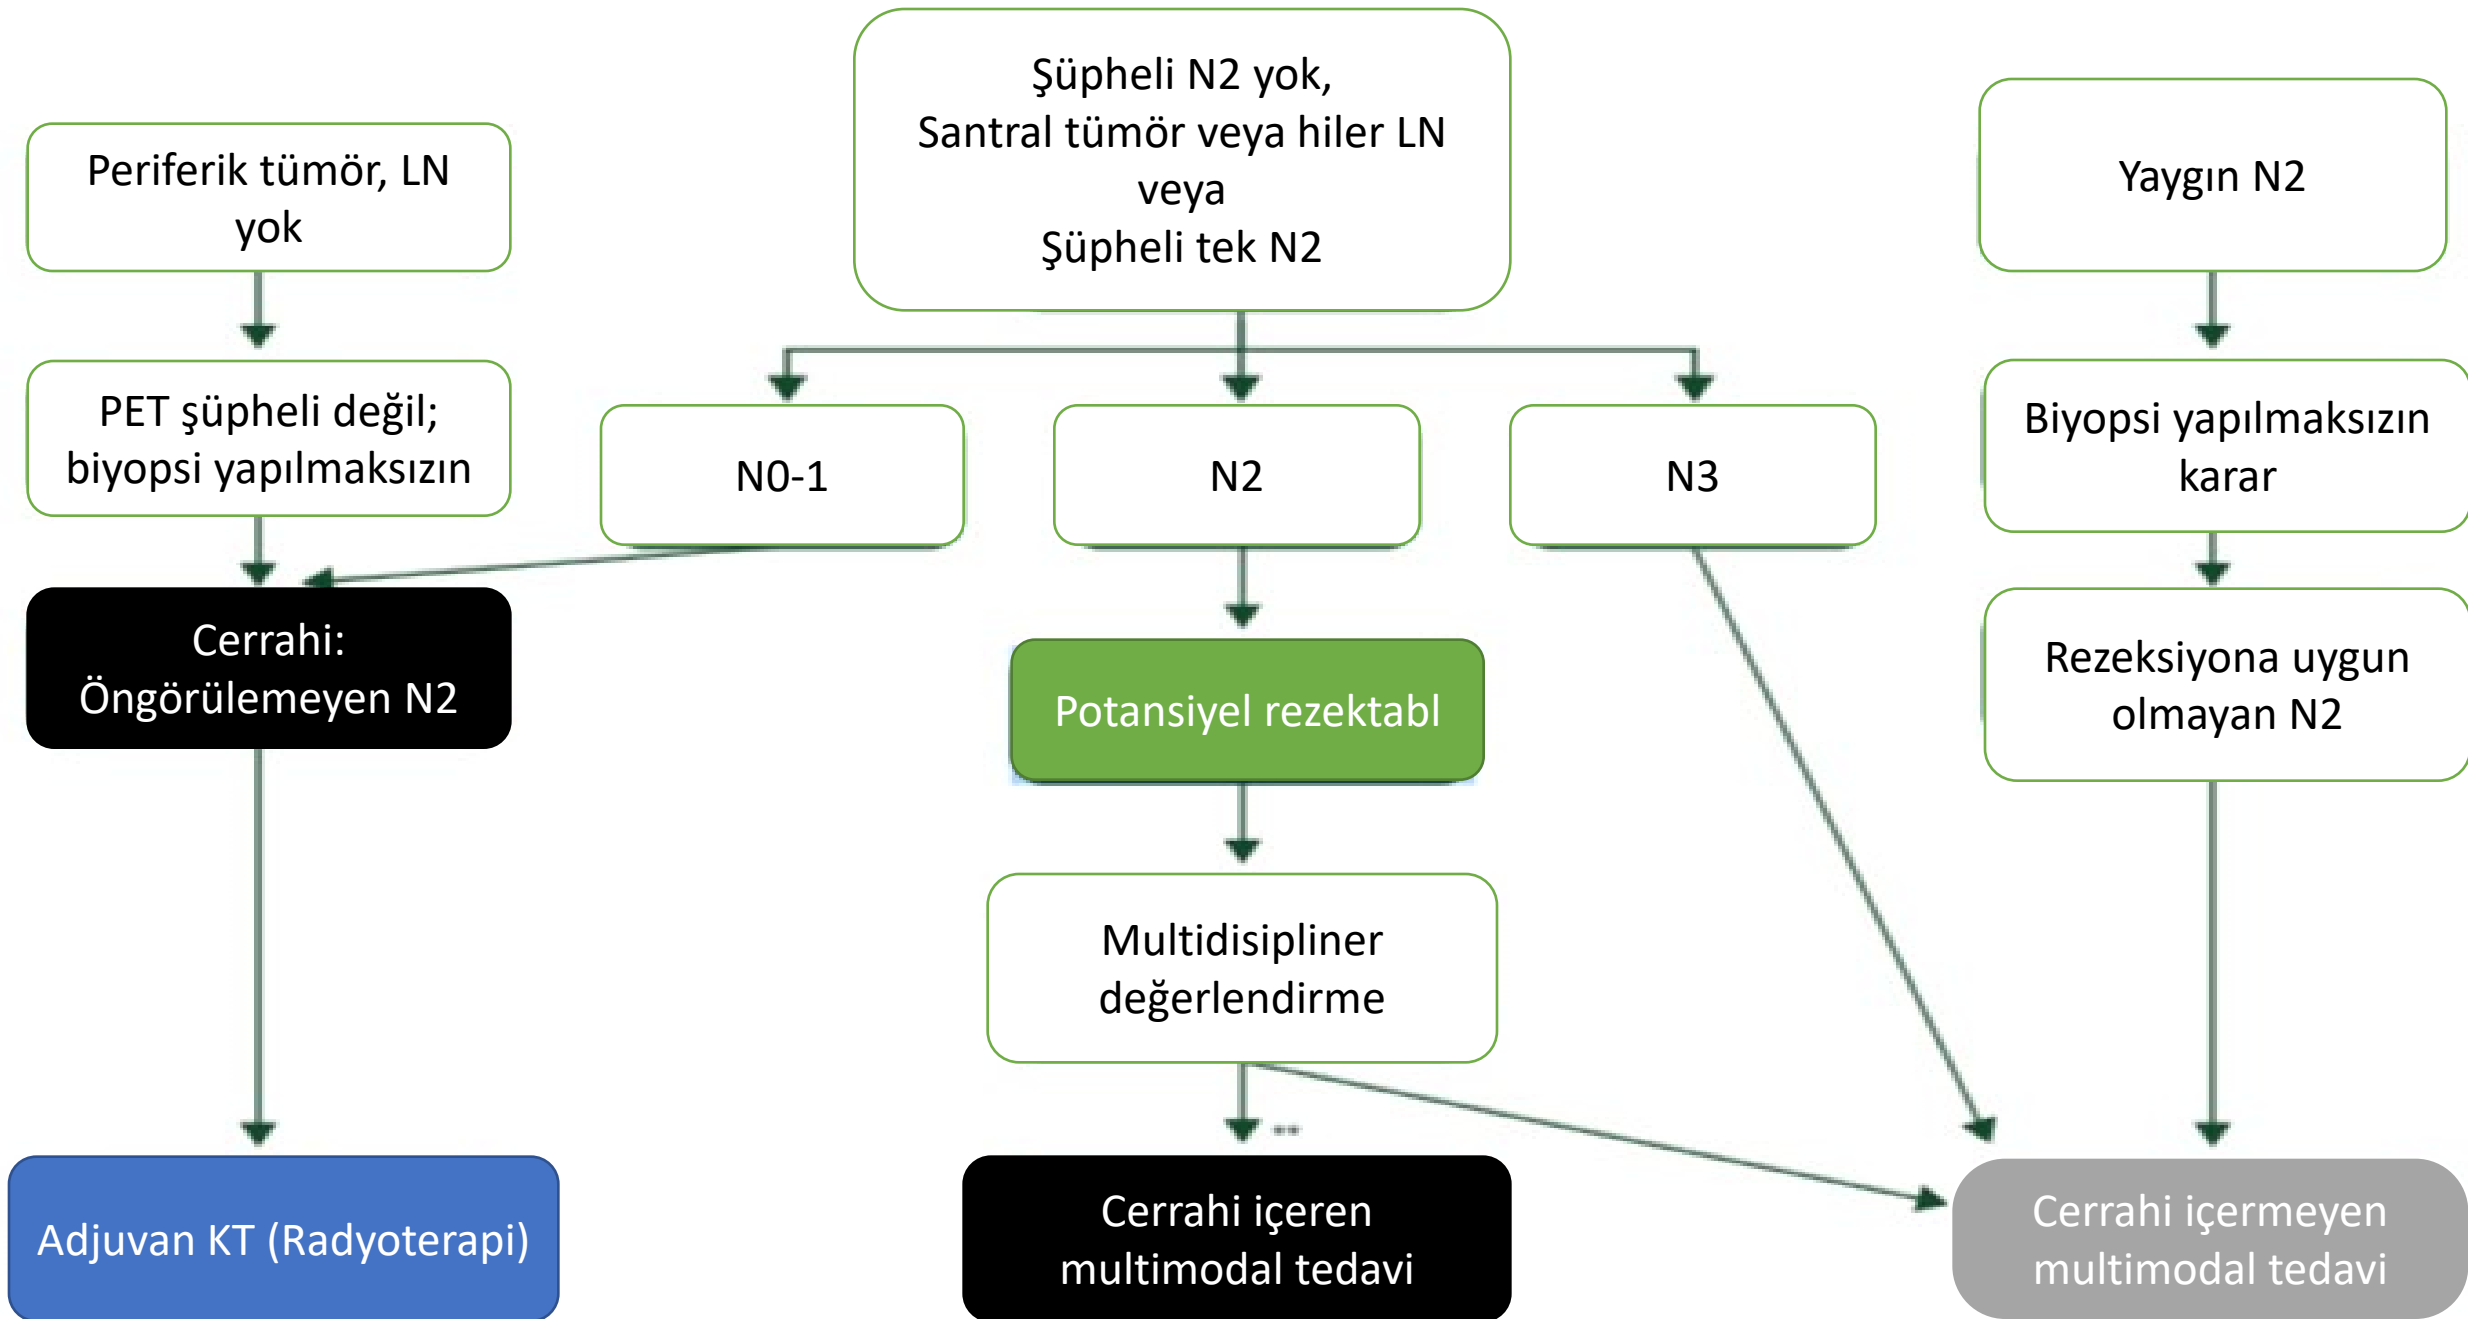 Periferik tümör, LN
yok
Şüpheli N2 yok,
Santral tümör veya hiler LN
veya
Şüpheli tek N2
Yaygın N2
PET şüpheli değil;
biyopsi yapılmaksızın
N0-1
N2
N3
Biyopsi yapılmaksızın
karar
Cerrahi:
Öngörülemeyen N2
Potansiyel rezektabl
Rezeksiyona uygun
olmayan N2
Multidisipliner
değerlendirme
Adjuvan KT (Radyoterapi)
Cerrahi içeren
multimodal tedavi
Cerrahi içermeyen
multimodal tedavi